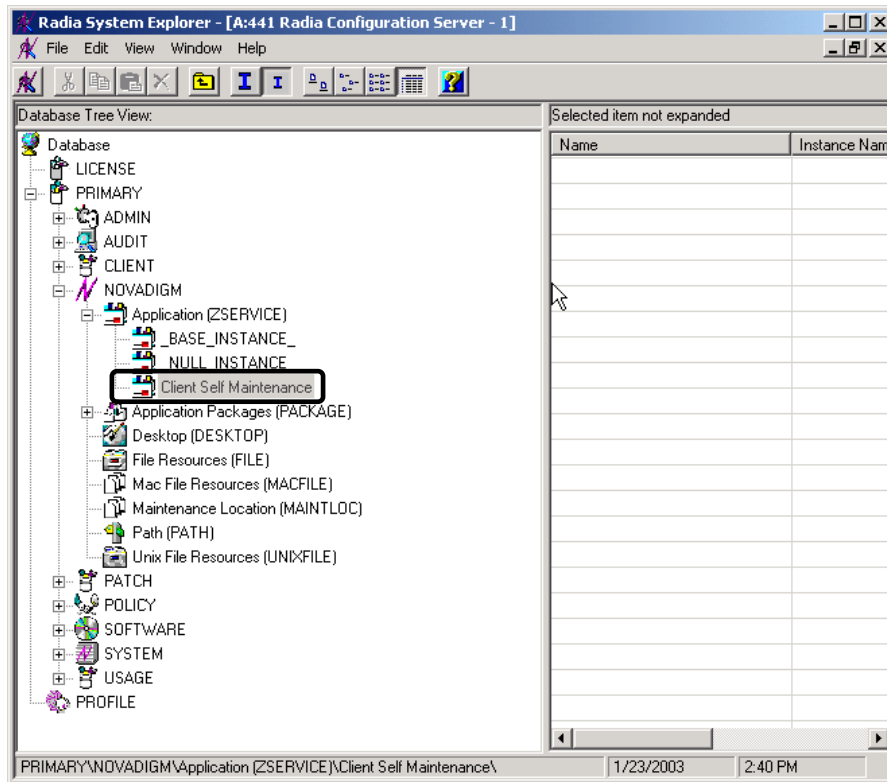 Radia System Explorer - [A:441 Radia Configuration Server - 1]
File Edit View Window Help
Database Tree View:
Selected item not expanded
Name
Instance Nam
Database
LICENSE
PRIMARY
ADMIN
AUDIT
CLIENT
NOVADIGM
Application (ZSERVICE)
_BASE_INSTANCE_
_NULL_INSTANCE_
Client Self Maintenance
Application Packages (PACKAGE)
Desktop (DESKTOP)
File Resources (FILE)
Mac File Resources (MACFILE)
Maintenance Location (MAINTLOC)
Path (PATH)
Unix File Resources (UNIXFILE)
PATCH
POLICY
SOFTWARE
SYSTEM
USAGE
PROFILE
PRIMARY\NOVADIGM\Application (ZSERVICE)\Client Self Maintenance\
1/23/2003
2:40 PM